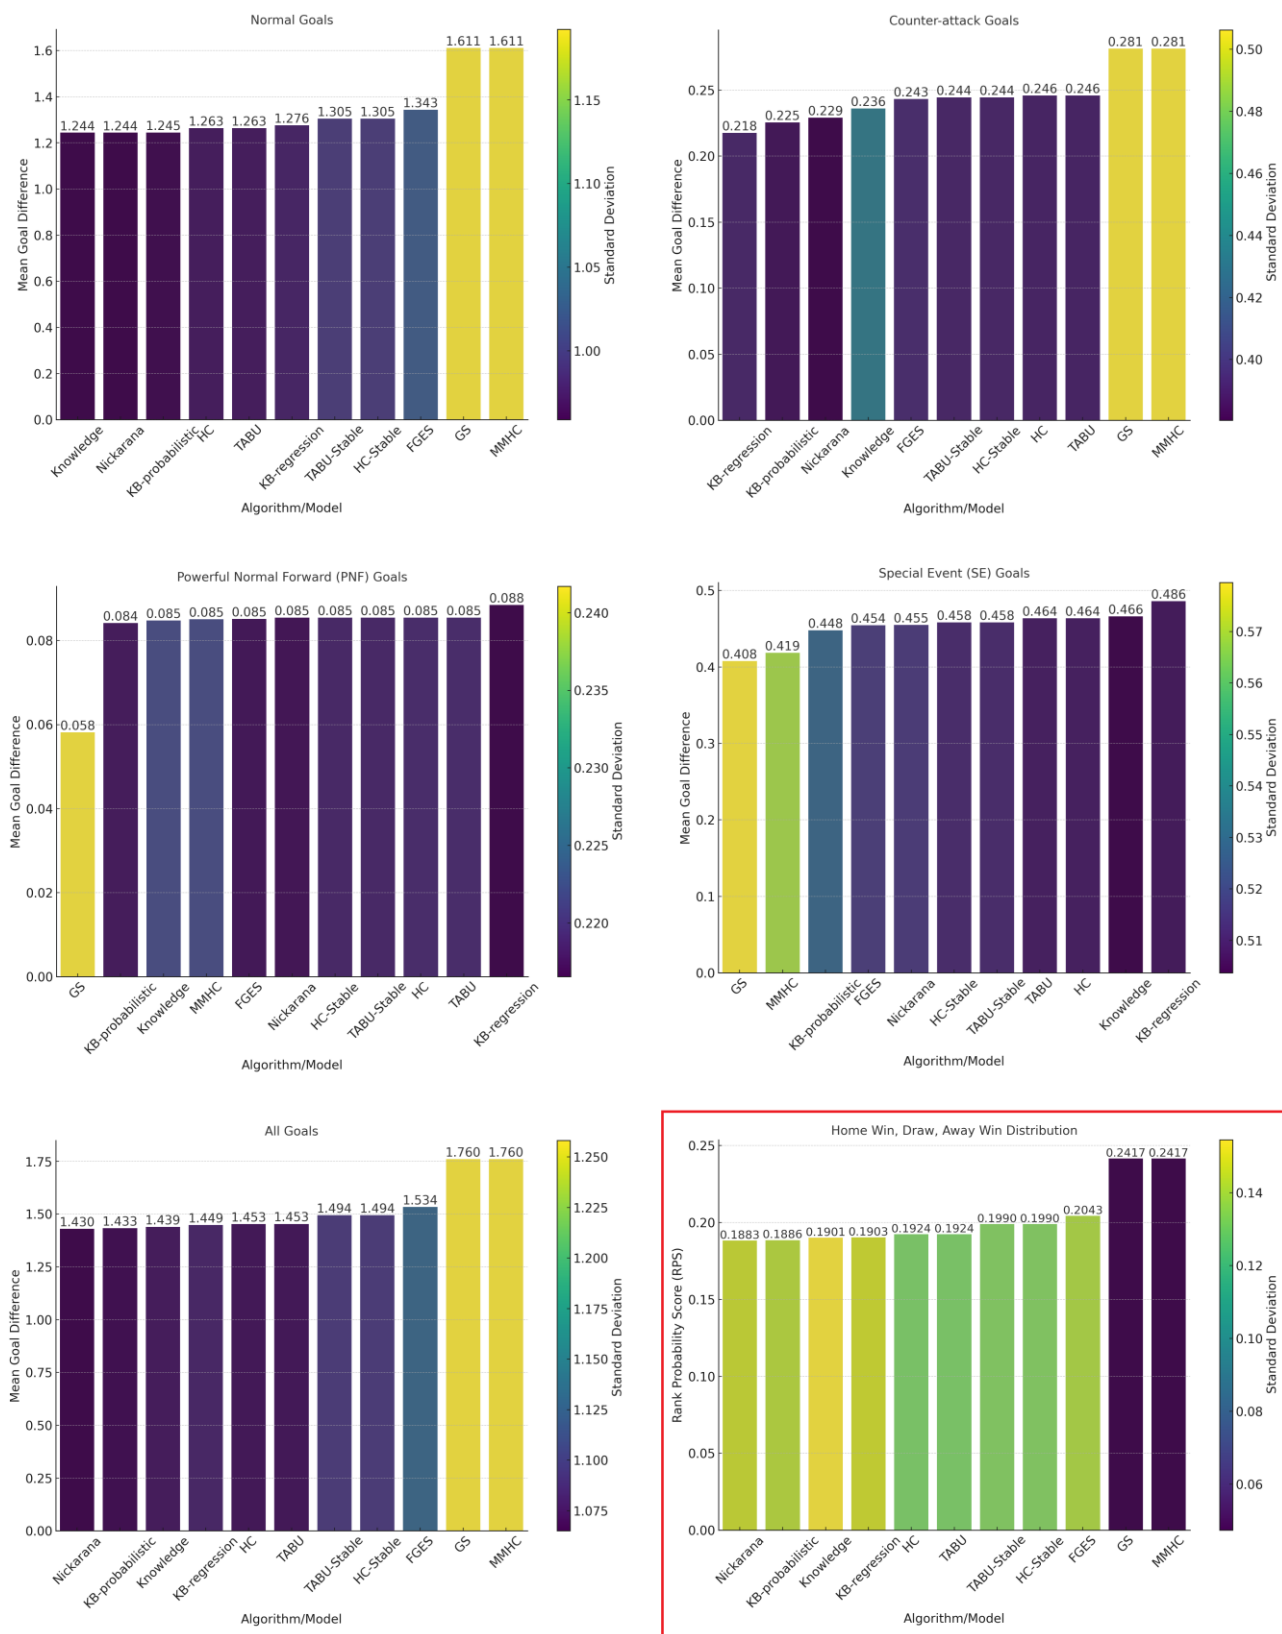 Normal Goals
Mean Goal Difference
1.6
1.4
1.2
1.0
0.8
0.6
0.4
0.2
0.0
1.244
1.244
1.245
1.263
1.263
1.276
1.305
1.305
1.343
1.611
1.611
Knowledge
Nickarana
KB-probabilistic
HC
TABU
KB-regression
TABU-Stable
HC-Stable
FGES
GS
MMHC
Algorithm/Model
1.15
1.10
1.05
1.00
Standard Deviation
Counter-attack Goals
Mean Goal Difference
0.25
0.20
0.15
0.10
0.05
0.00
0.218
0.225
0.229
0.236
0.243
0.244
0.244
0.246
0.246
0.281
0.281
KB-regression
KB-probabilistic
Nickarana
Knowledge
FGES
TABU-Stable
HC-Stable
HC
TABU
GS
MMHC
Algorithm/Model
0.50
0.48
0.46
0.44
0.42
0.40
Standard Deviation
Powerful Normal Forward (PNF) Goals
Mean Goal Difference
0.08
0.06
0.04
0.02
0.00
0.058
0.084
0.085
0.085
0.085
0.085
0.085
0.085
0.085
0.085
0.088
GS
KB-probabilistic
Knowledge
MMHC
FGES
Nickarana
HC-Stable
TABU-Stable
HC
TABU
KB-regression
Algorithm/Model
0.240
0.235
0.230
0.225
0.220
Standard Deviation
Special Event (SE) Goals
Mean Goal Difference
0.5
0.4
0.3
0.2
0.1
0.0
0.408
0.419
0.448
0.454
0.455
0.458
0.458
0.464
0.464
0.466
0.486
GS
MMHC
KB-probabilistic
FGES
Nickarana
HC-Stable
TABU-Stable
TABU
HC
Knowledge
KB-regression
Algorithm/Model
0.57
0.56
0.55
0.54
0.53
0.52
0.51
Standard Deviation
All Goals
Mean Goal Difference
1.75
1.50
1.25
1.00
0.75
0.50
0.25
0.00
1.430
1.433
1.439
1.449
1.453
1.453
1.494
1.494
1.534
1.760
1.760
Nickarana
KB-probabilistic
Knowledge
KB-regression
HC
TABU
TABU-Stable
HC-Stable
FGES
GS
MMHC
Algorithm/Model
1.250
1.225
1.200
1.175
1.150
1.125
1.100
1.075
Standard Deviation
Home Win, Draw, Away Win Distribution
Rank Probability Score (RPS)
0.25
0.20
0.15
0.10
0.05
0.00
0.1883
0.1886
0.1901
0.1903
0.1924
0.1924
0.1990
0.1990
0.2043
0.2417
0.2417
Nickarana
KB-probabilistic
Knowledge
KB-regression
HC
TABU
TABU-Stable
HC-Stable
FGES
GS
MMHC
Algorithm/Model
0.14
0.12
0.10
0.08
0.06
Standard Deviation